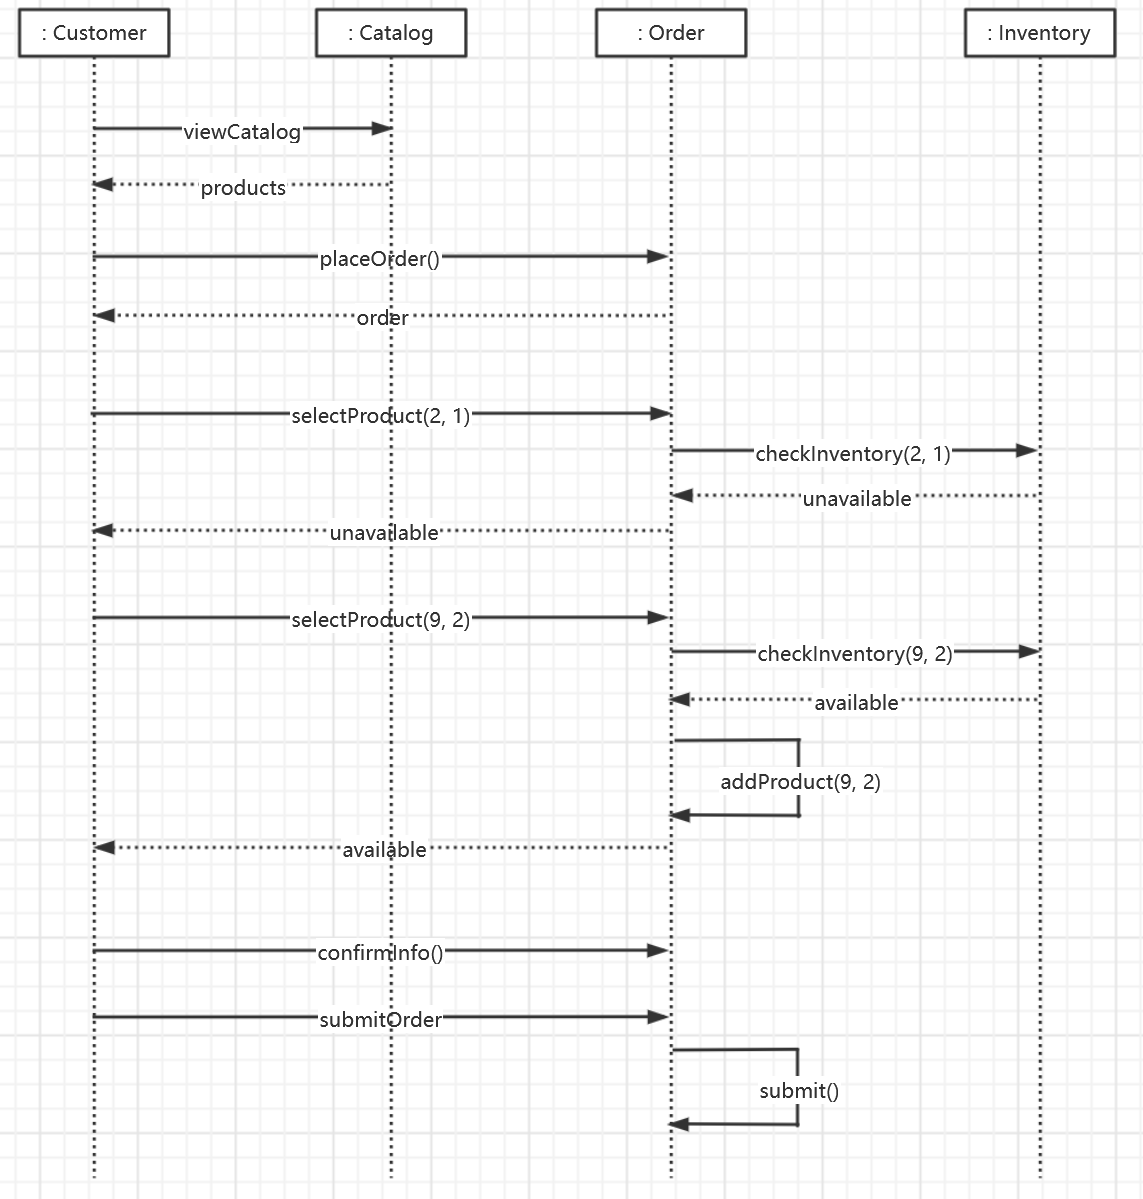 : Customer
: Catalog
: Order
: Inventory
viewCatalog
products
placeOrder()
order
selectProduct(2, 1)
checkInventory(2, 1)
unavailable
unavailable
selectProduct(9, 2)
checkInventory(9, 2)
available
addProduct(9, 2)
available
confirmInfo()
submitOrder
submit()